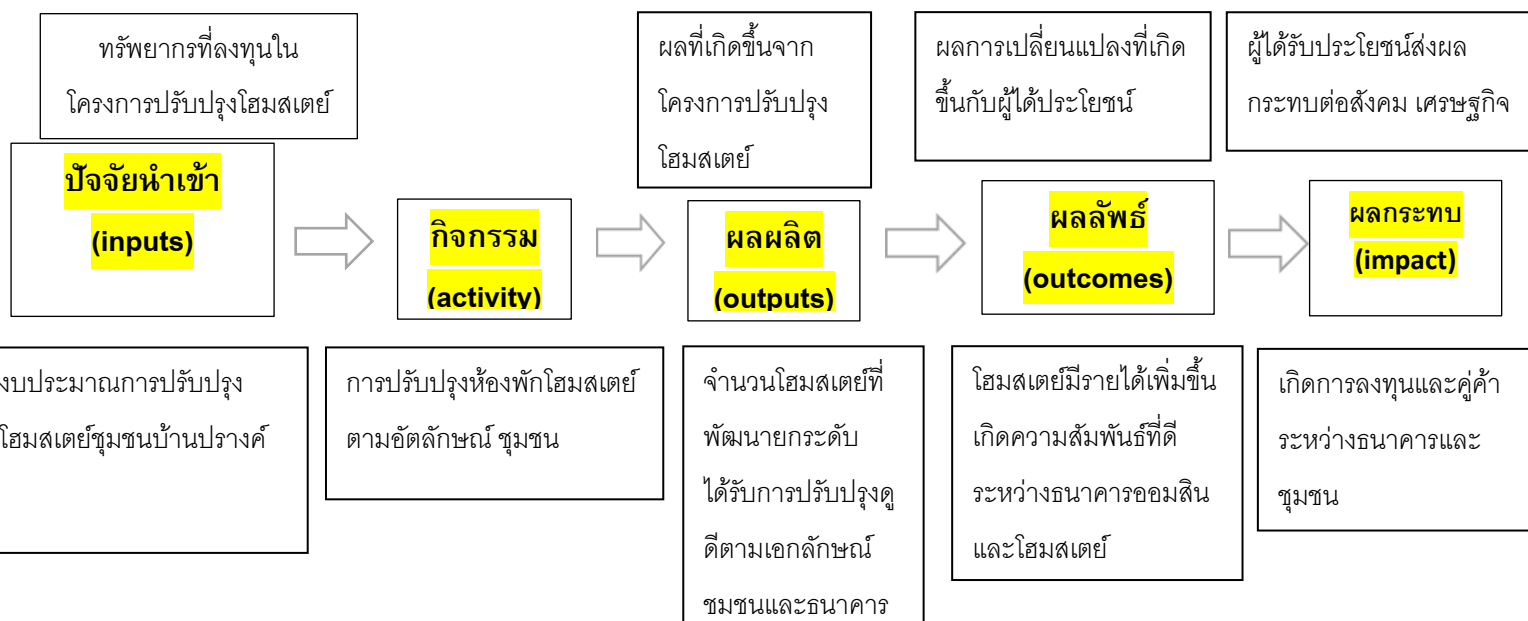 ทรัพยากรที่ลงทุนใน
โครงการปรับปรุงโฮมสเตย์
ผลที่เกิดขึ้นจาก
โครงการปรับปรุง
โฮมสเตย์
ผลการเปลี่ยนแปลงที่เกิด
ขึ้นกับผู้ได้ประโยชน์
ผู้ได้รับประโยชน์ส่งผล
กระทบต่อสังคม เศรษฐกิจ
ปัจจัยนำเข้า
(inputs)
กิจกรรม
(activity)
ผลผลิต
(outputs)
ผลลัพธ์
(outcomes)
ผลกระทบ
(impact)
งบประมาณการปรับปรุง
โฮมสเตย์ชุมชนบ้านปรางค์
การปรับปรุงห้องพักโฮมสเตย์
ตามอัตลักษณ์ ชุมชน
จำนวนโฮมสเตย์ที่
พัฒนายกระดับ
ได้รับการปรับปรุงดู
ดีตามเอกลักษณ์
ชุมชนและธนาคาร
โฮมสเตย์มีรายได้เพิ่มขึ้น
เกิดความสัมพันธ์ที่ดี
ระหว่างธนาคารออมสิน
และโฮมสเตย์
เกิดการลงทุนและคู่ค้า
ระหว่างธนาคารและ
ชุมชน